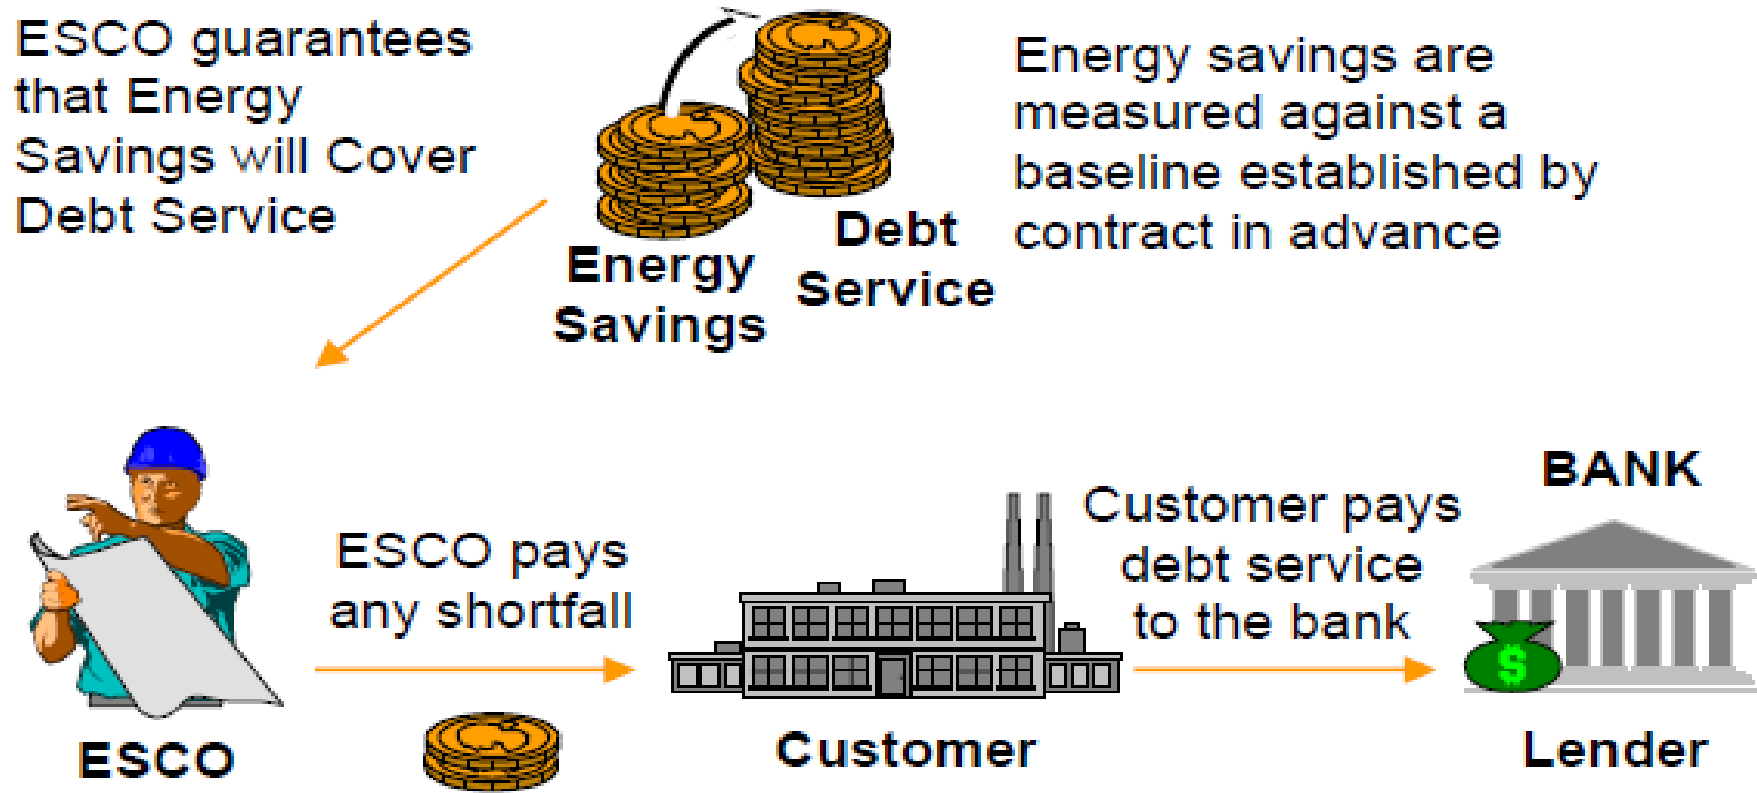 ESCO guarantees
that Energy
Savings will Cover
Debt Service
Energy savings are
measured against a
baseline established by
contract in advance
Debt
Service
Energy
Savings
BANK
ESCO pays
any shortfall
Customer pays
debt service
to the bank
$
ESCO
Customer
Lender